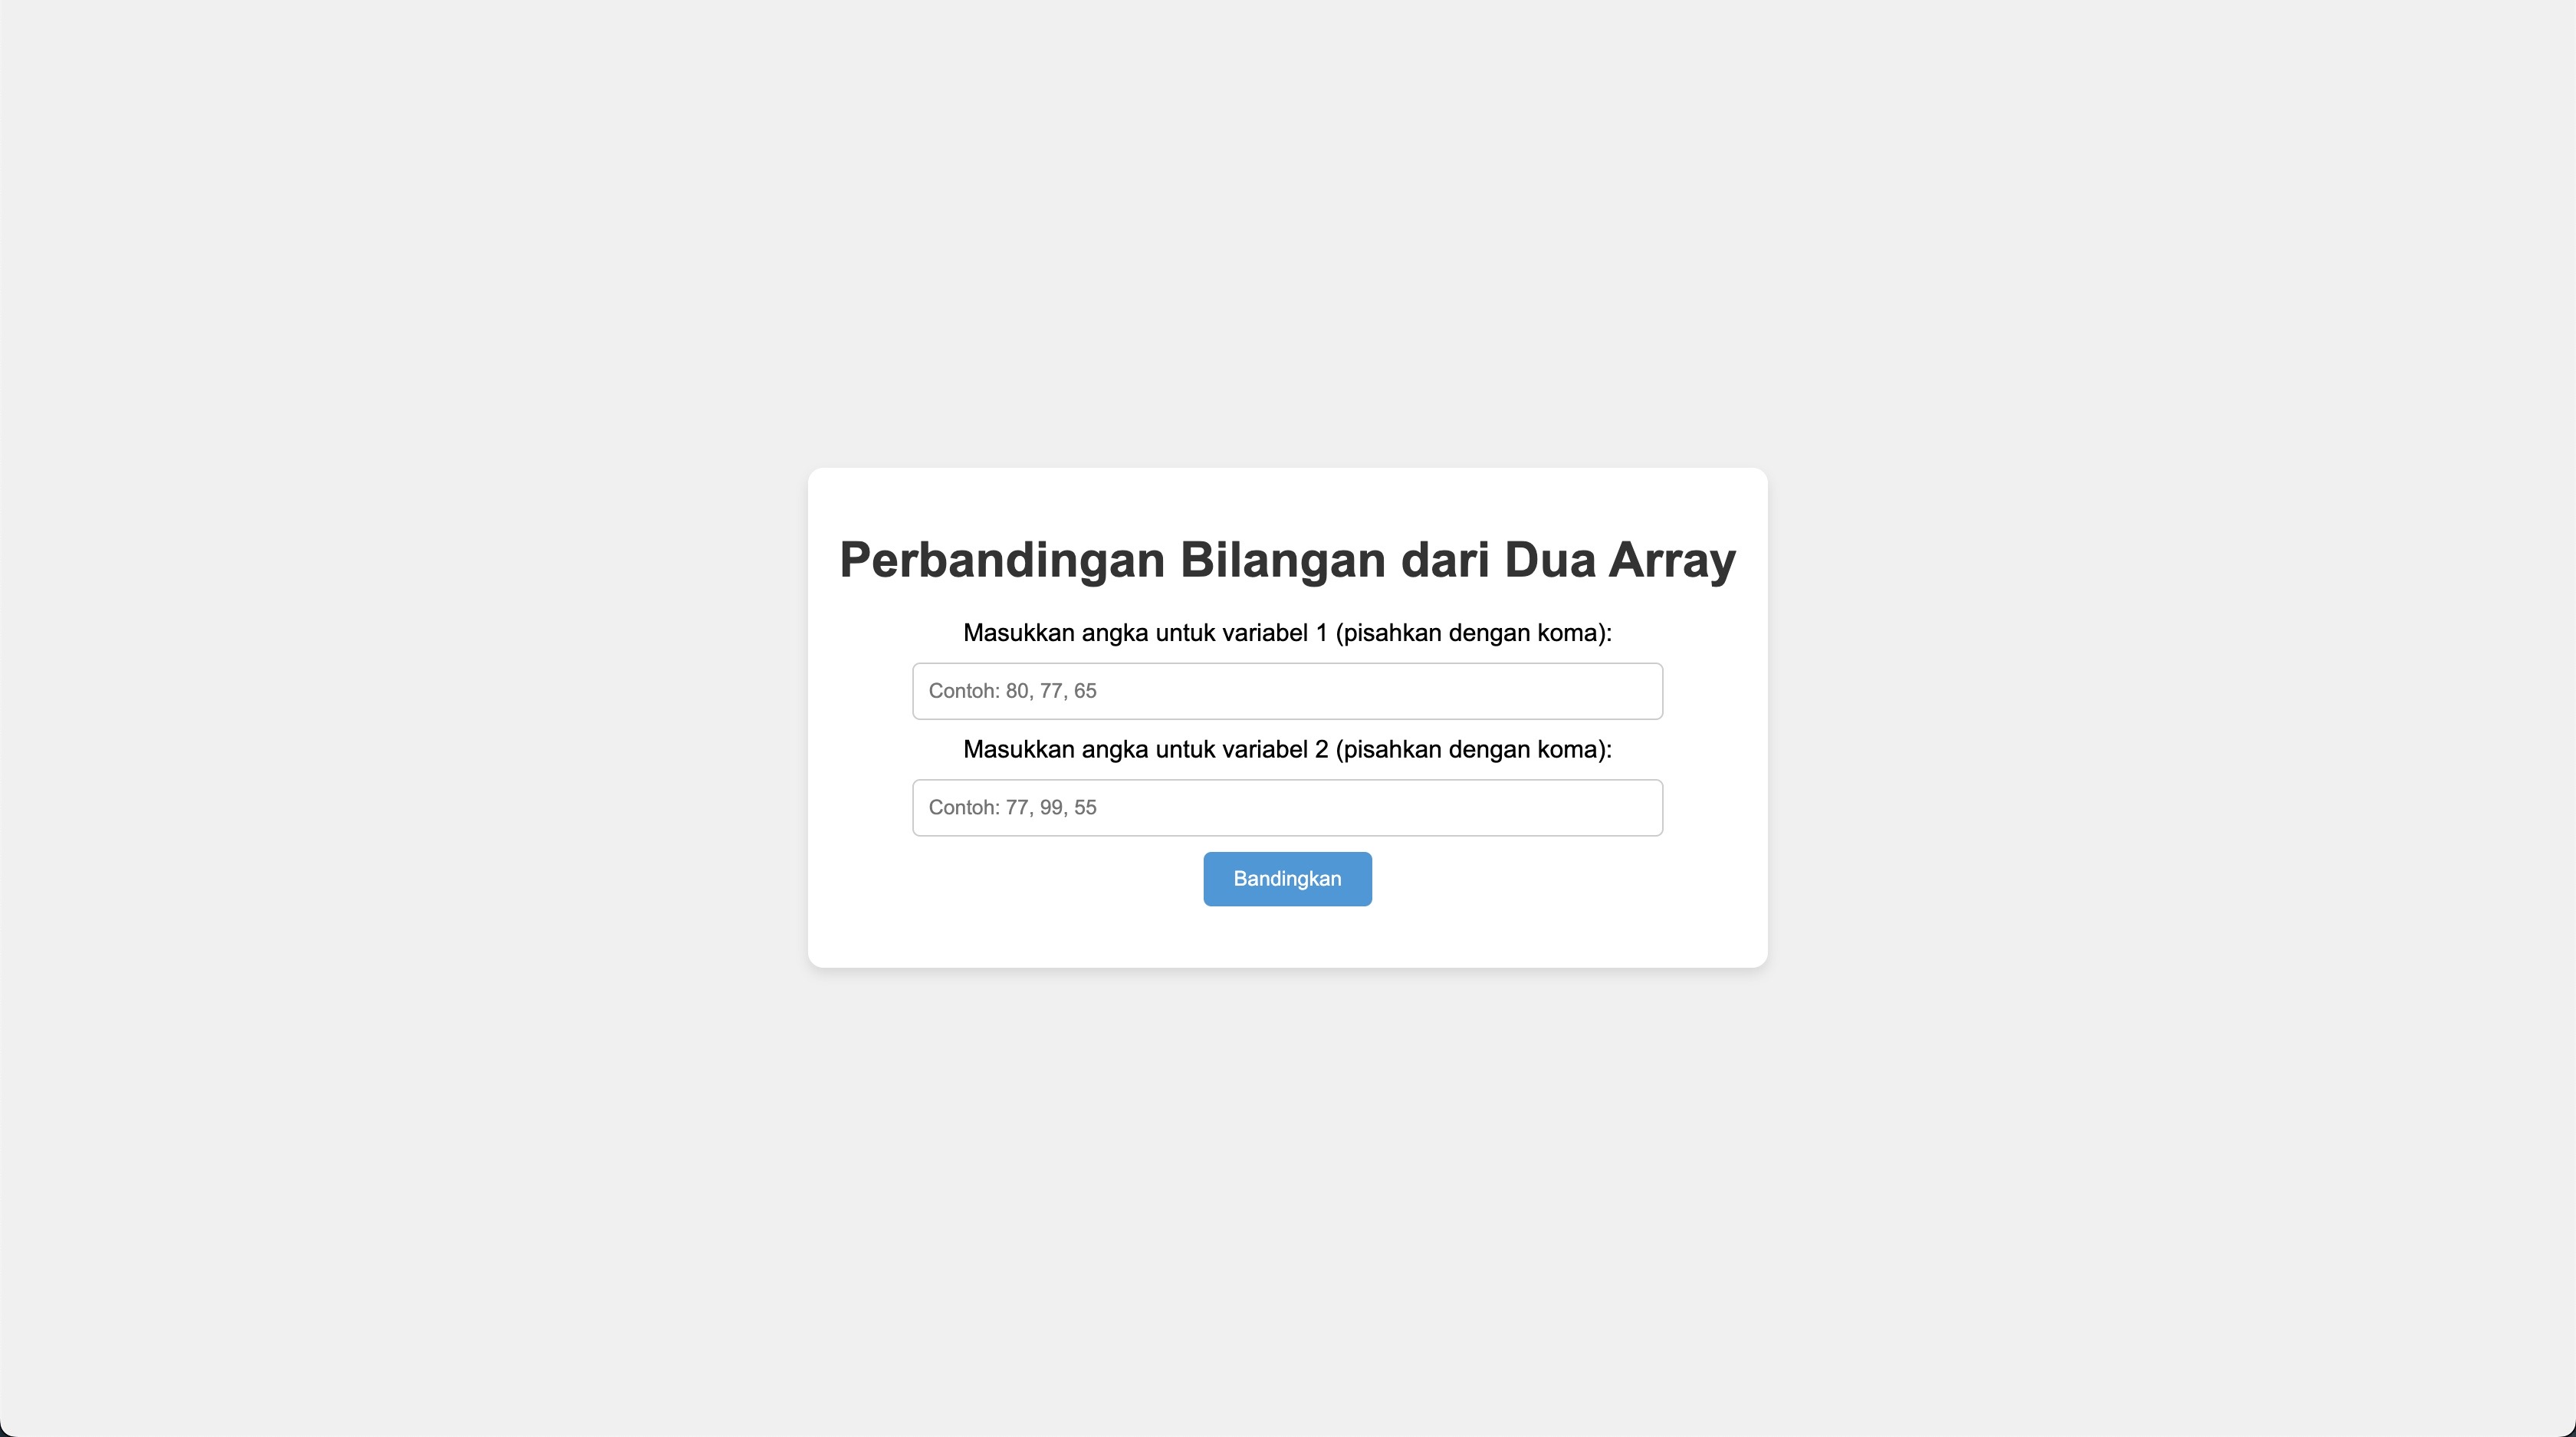 Perbandingan Bilangan dari Dua Array
Masukkan angka untuk variabel 1 (pisahkan dengan koma):
Contoh: 80, 77, 65
Masukkan angka untuk variabel 2 (pisahkan dengan koma):
Contoh: 77, 99, 55
Bandingkan